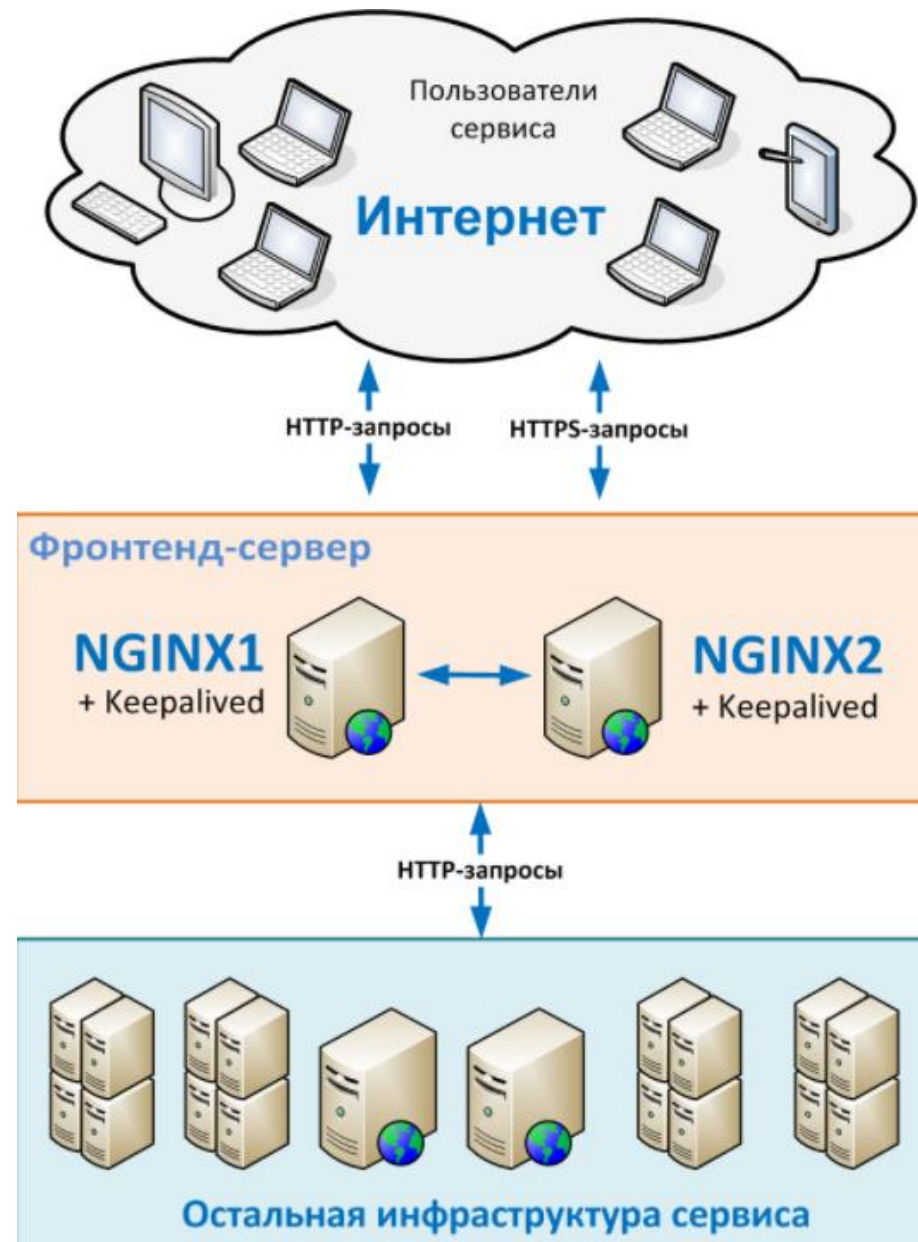 Пользователи
сервиса
Интернет
HTTP-запросы
HTTPS-запросы
Фронтенд-сервер
NGINX1
+ Keepalived
NGINX2
+ Keepalived
HTTP-запросы
Остальная инфраструктура сервиса